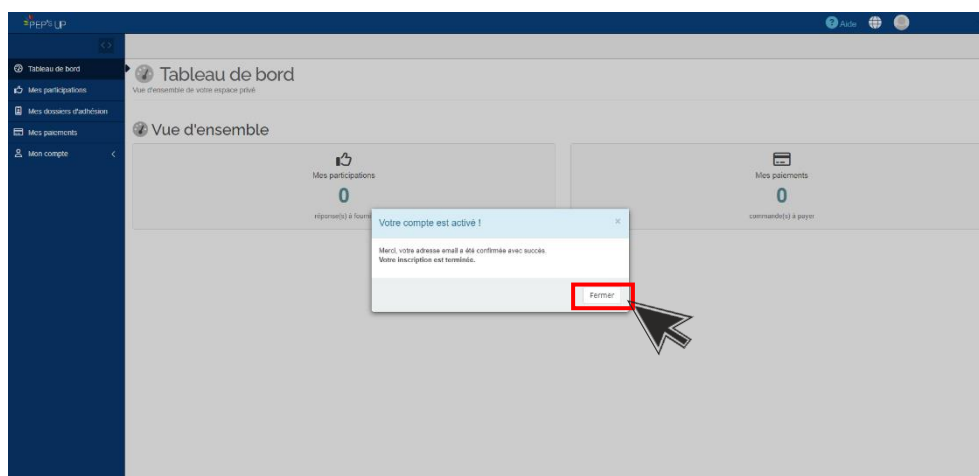 PEP'S UP
Aide
Tableau de bord
Mes participations
Mes dossiers d'adhésion
Mes paiements
Mon compte
Tableau de bord
Vue d'ensemble de votre espace privé
Vue d'ensemble
Mes participations
0
réponse(s) à fourni
Mes paiements
0
commande(s) à payer
Votre compte est activé !
×
Merci, votre adresse email a été confirmée avec succès.
Votre inscription est terminée.
Fermer